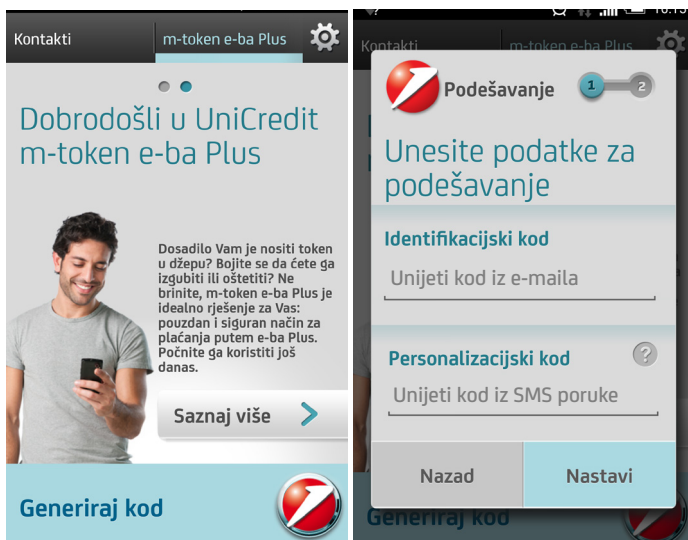 Kontakti
m-token e-ba Plus
Dobrodošli u UniCredit
m-token e-ba Plus
Dosadilo Vam je nositi token
u džepu? Bojite se da ćete ga
izgubiti ili oštetiti? Ne
brinite, m-token e-ba Plus je
idealno rješenje za Vas:
pouzdan i siguran način za
plaćanja putem e-ba Plus.
Počnite ga koristiti još
danas.
Saznaj više
Generiraj kod
Kontakti
m-token e-ba Plus
Podešavanje
1
2
Unesite podatke za
podešavanje
Identifikacijski kod
Unijeti kod iz e-maila
Personalizacijski kod
?
Unijeti kod iz SMS poruke
Nazad
Nastavi
Generiraj kod